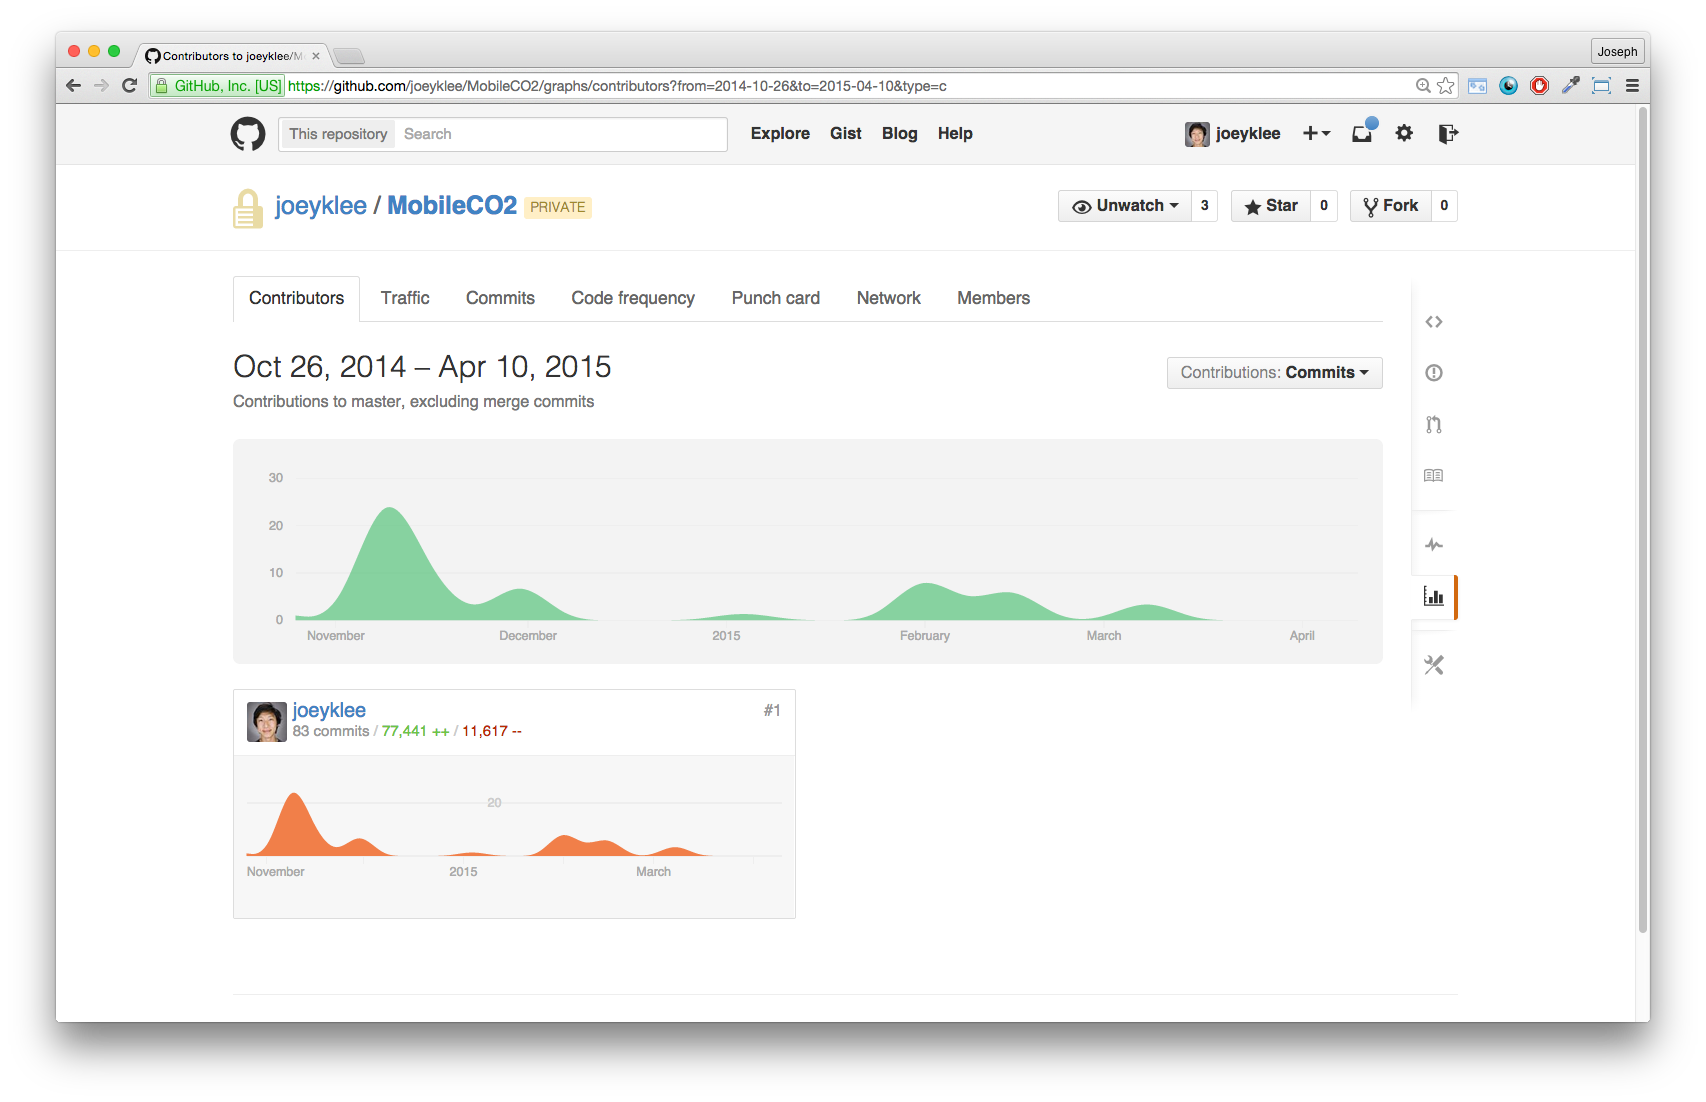 Contributors to joeyklee/M
Joseph
GitHub, Inc. [US] https://github.com/joeyklee/MobileCO2/graphs/contributors?from=2014-10-26&to=2015-04-10&type=c
This repository Search Explore Gist Blog Help joeyklee
joeyklee / MobileCO2 PRIVATE Unwatch 3 Star 0 Fork 0
Contributors Traffic Commits Code frequency Punch card Network Members
Oct 26, 2014 – Apr 10, 2015
Contributions: Commits
Contributions to master, excluding merge commits
30
20
10
0
November December 2015 February March April
joeyklee #1
83 commits / 77,441 ++ / 11,617 --
20
November 2015 March